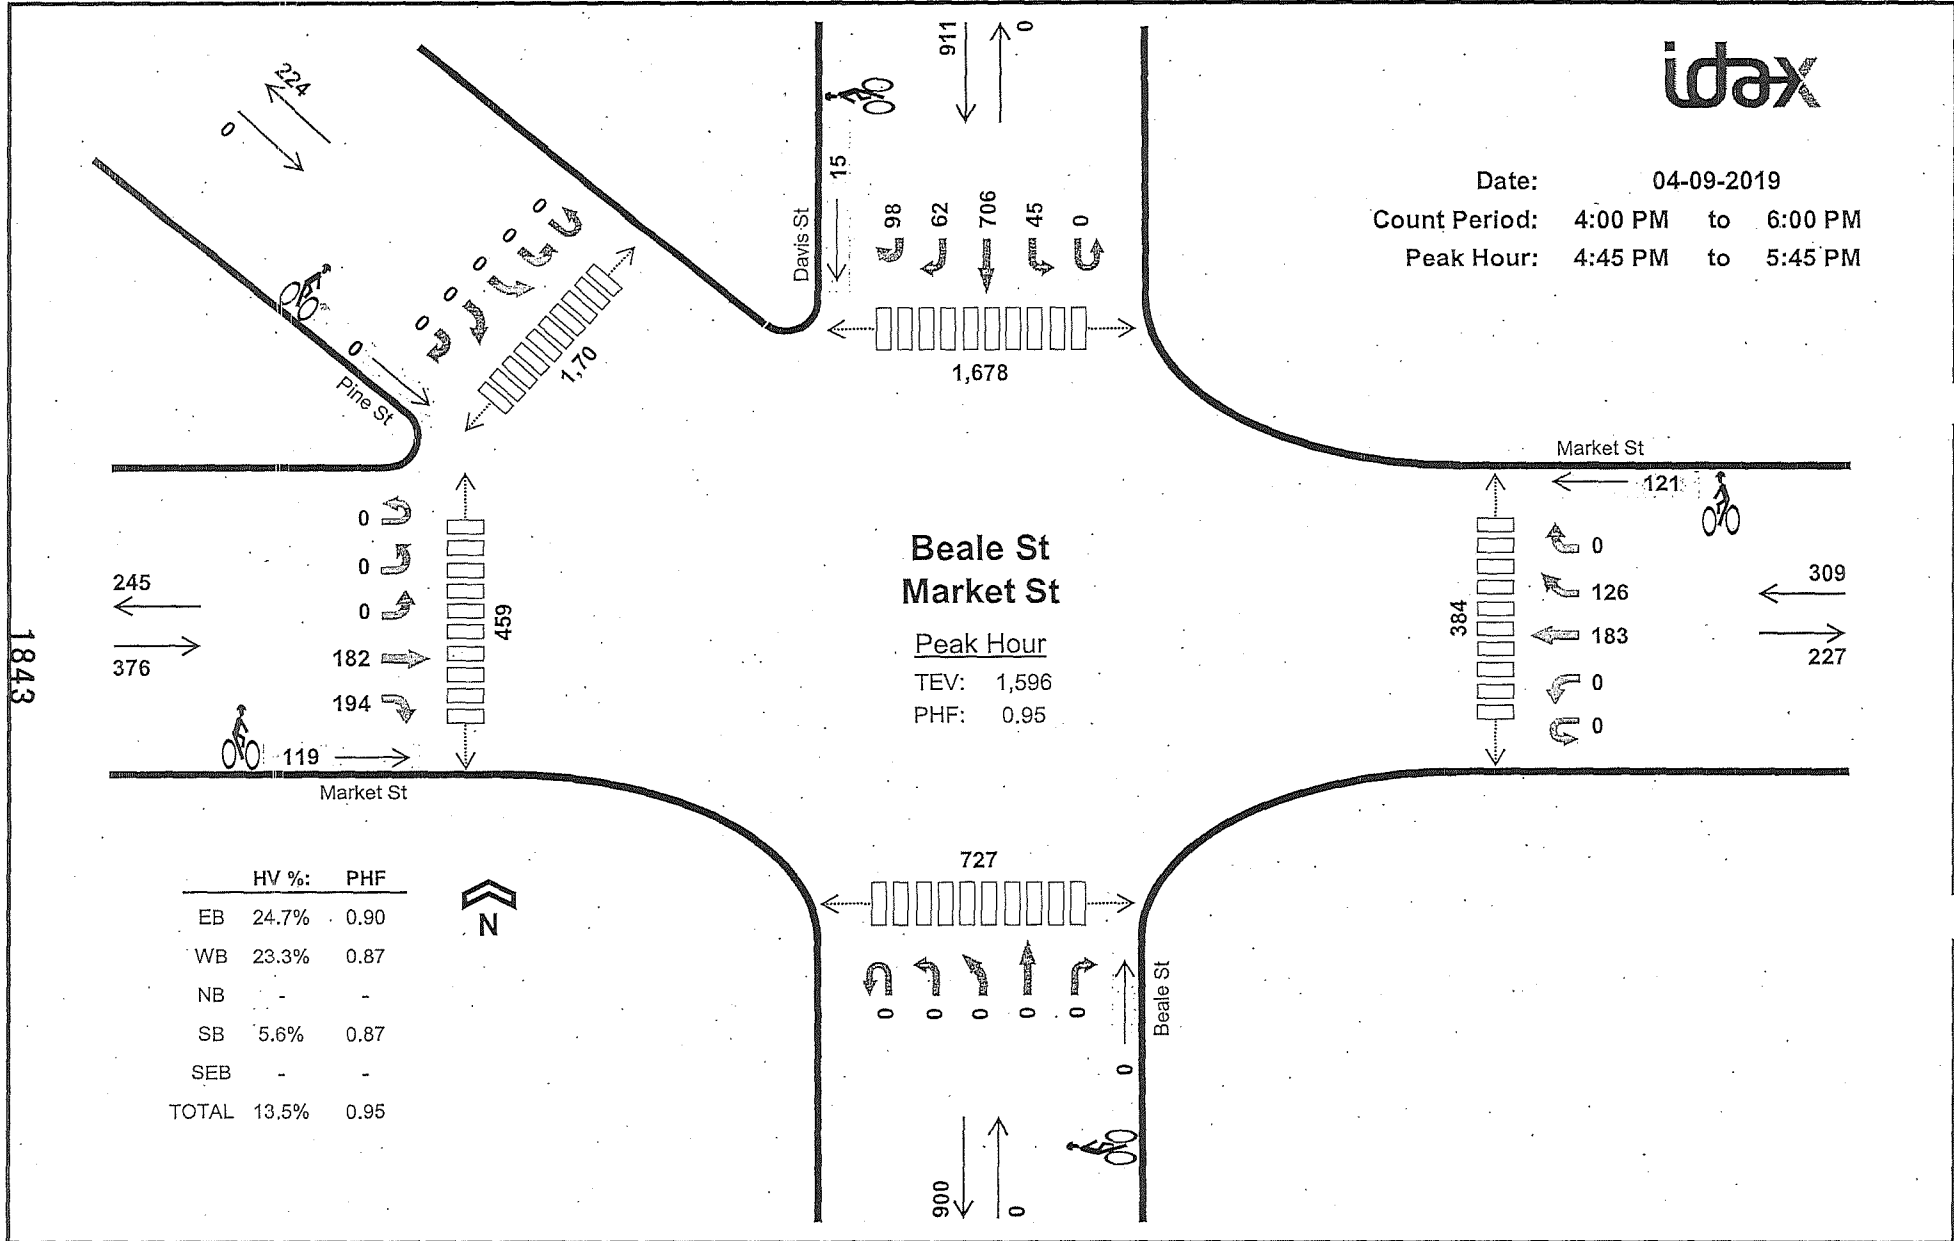 idax
Date: 04-09-2019
Count Period: 4:00 PM to 6:00 PM
Peak Hour: 4:45 PM to 5:45 PM
224
0
911
0
15
Davis St
98 62 706 45 0
0
0
0
0
0
0
Pine St
1,70
1,678
Market St
121
0
126
183
0
0
384
309
227
0
0
0
182
194
459
245
376
119
Market St
Beale St
Market St
Peak Hour
TEV: 1,596
PHF: 0.95
1843
727
0 0 0 0 0
0
Beale St
900
0
HV %: PHF
EB 24.7% 0.90
WB 23.3% 0.87
NB - -
SB 5.6% 0.87
SEB - -
TOTAL 13.5% 0.95
N